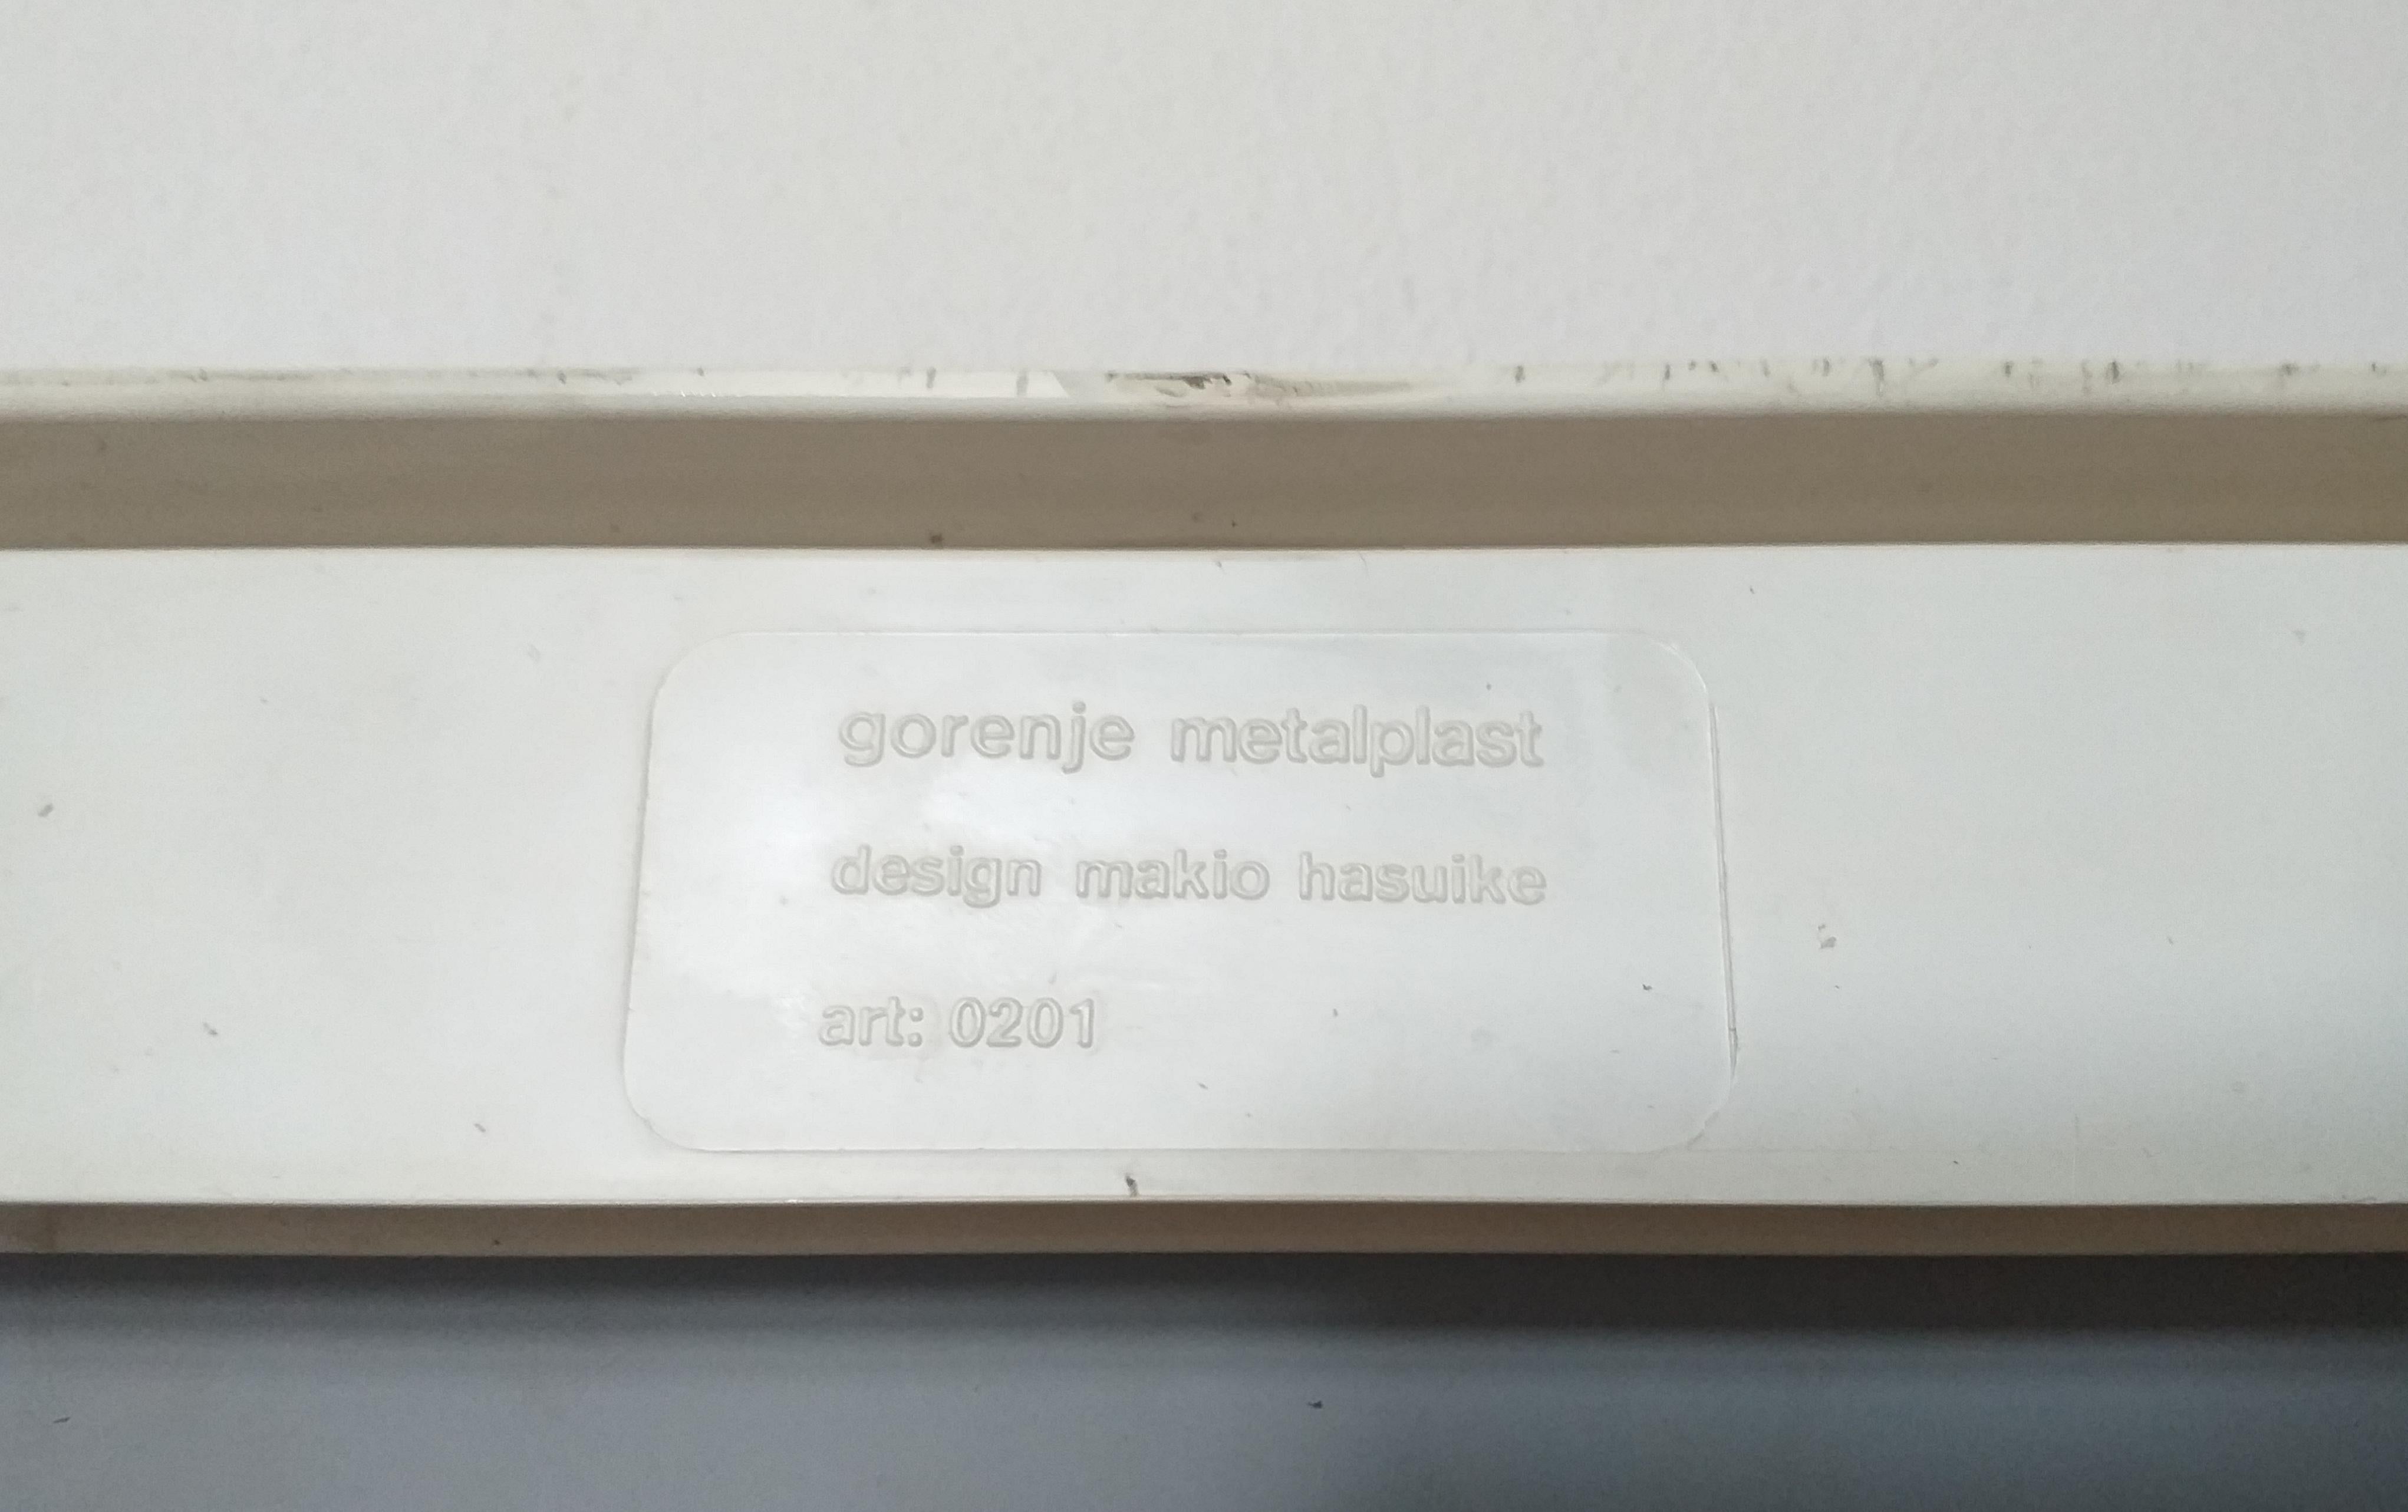 gorenje metalplast
design makio hasuike
art: 0201